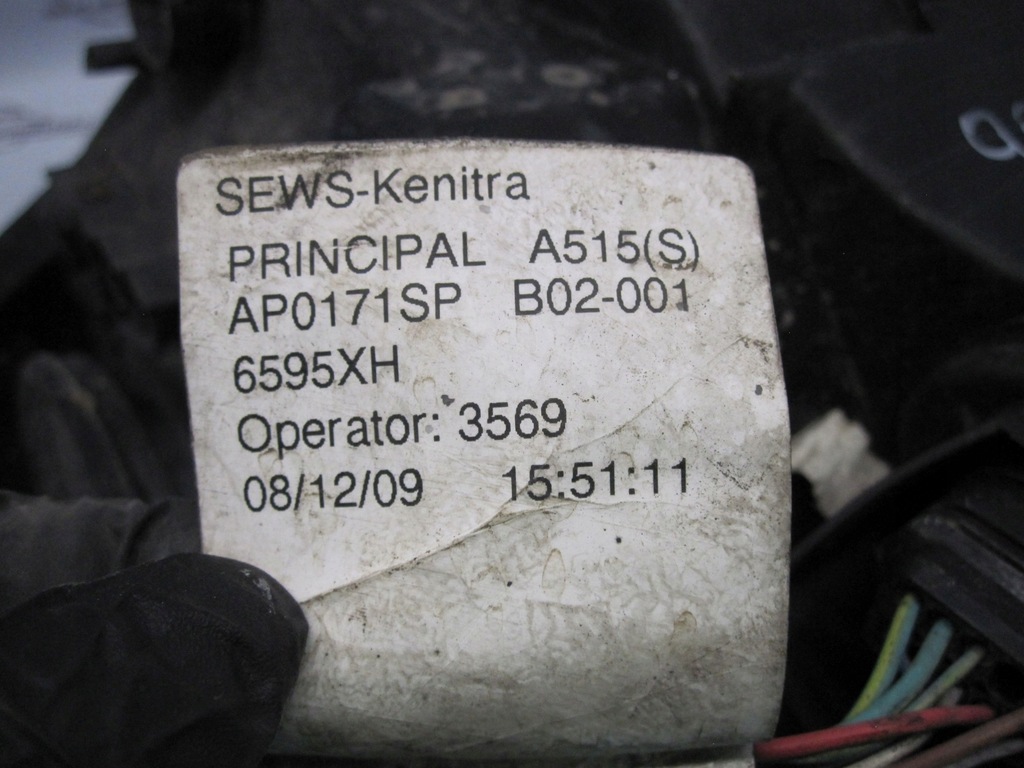 SEWS-Kenitra
PRINCIPAL A515(S)
AP0171SP B02-001
6595XH
Operator: 3569
08/12/09 15:51:11